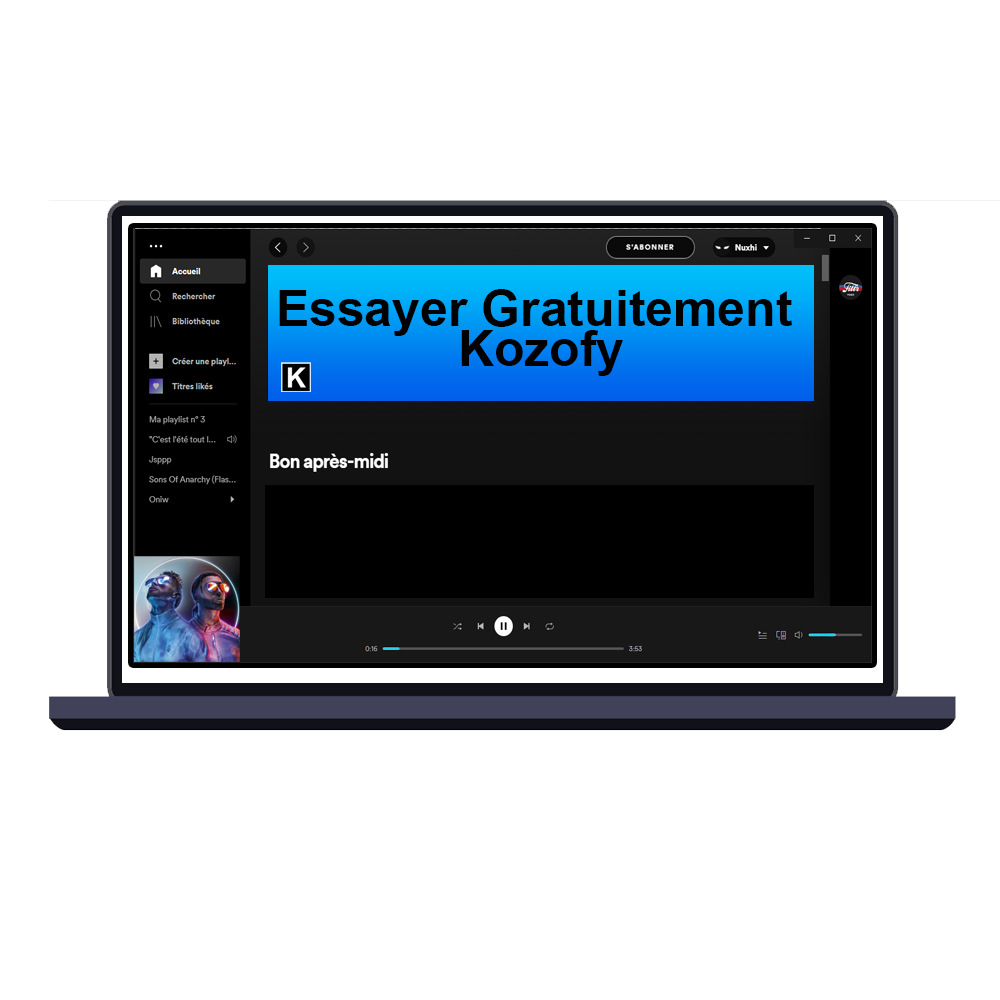 S'ABONNER
Nuxhi
Accueil
Rechercher
Bibliothèque
Créer une playl...
Titres likés
Ma playlist n° 3
"C'est l'été tout l...
Jsppp
Sons Of Anarchy (Flas...
Oniw
Essayer Gratuitement
Kozofy
K
Bon après-midi
0:16
3:53